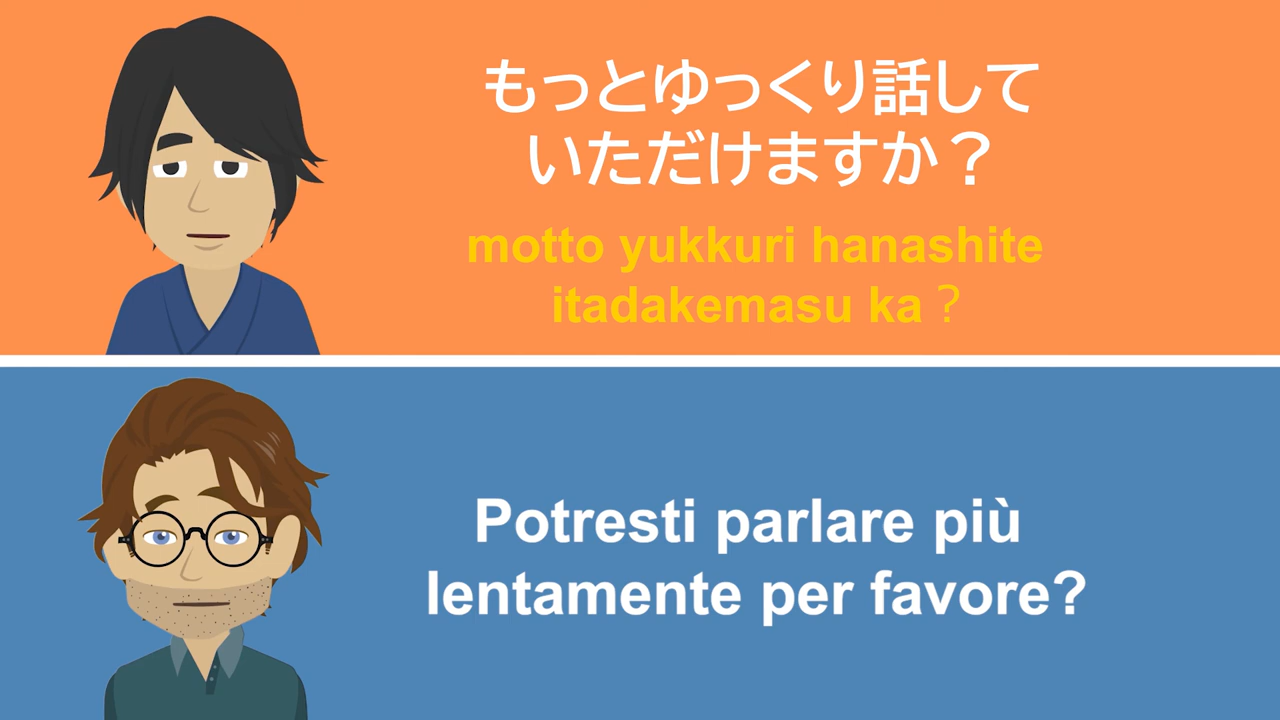 もっとゆっくり話して
いただけますか？
motto yukkuri hanashite
itadakemasu ka？
Potresti parlare più
lentamente per favore?